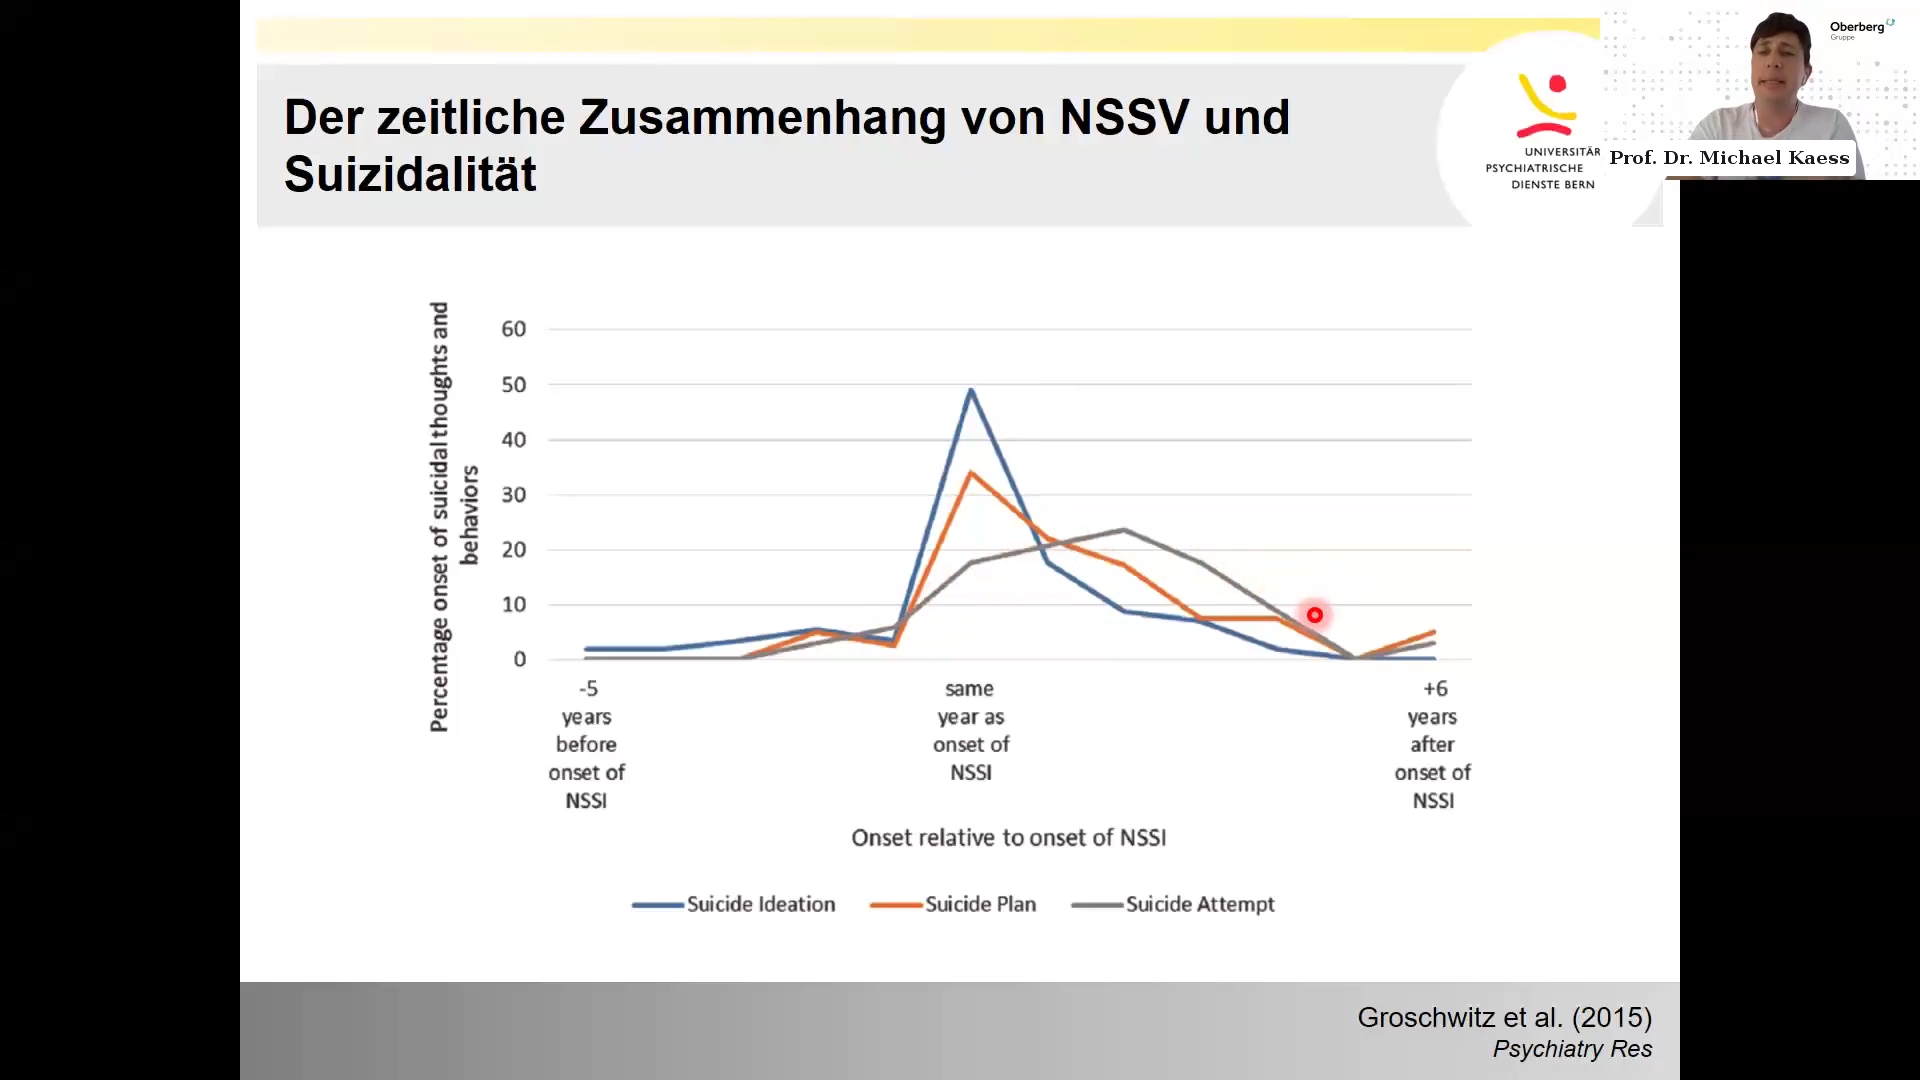 Der zeitliche Zusammenhang von NSSV und
Suizidalität
UNIVERSITÄR
PSYCHIATRISCHE
DIENSTE BERN
Oberberg
Gruppe
Prof. Dr. Michael Kaess
Percentage onset of suicidal thoughts and
behaviors
60
50
40
30
20
10
0
-5
years
before
onset of
NSSI
same
year as
onset of
NSSI
+6
years
after
onset of
NSSI
Onset relative to onset of NSSI
Suicide Ideation
Suicide Plan
Suicide Attempt
Groschwitz et al. (2015)
Psychiatry Res